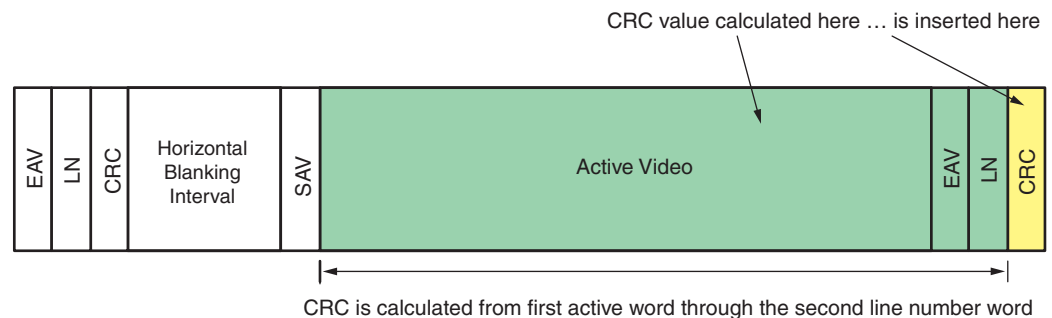 CRC value calculated here … is inserted here
EAV
LN
CRC
Horizontal
Blanking
Interval
SAV
Active Video
EAV
LN
CRC
CRC is calculated from first active word through the second line number word